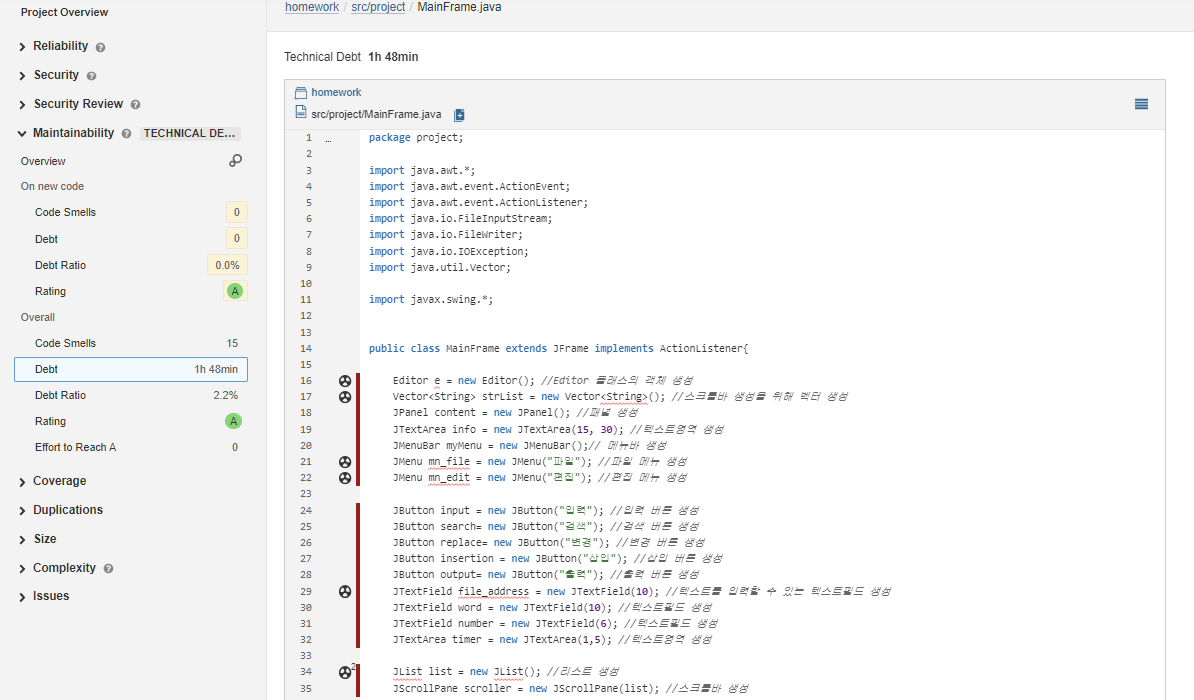 Project Overview
Reliability
Security
Security Review
Maintainability TECHNICAL DE...
Overview
On new code
Code Smells 0
Debt 0
Debt Ratio 0.0%
Rating A
Overall
Code Smells 15
Debt 1h 48min
Debt Ratio 2.2%
Rating A
Effort to Reach A 0
Coverage
Duplications
Size
Complexity
Issues
homework / src/project / MainFrame.java
Technical Debt 1h 48min
homework
src/project/MainFrame.java
1 ... package project;
2
3 import java.awt.*;
4 import java.awt.event.ActionEvent;
5 import java.awt.event.ActionListener;
6 import java.io.FileInputStream;
7 import java.io.FileWriter;
8 import java.io.IOException;
9 import java.util.Vector;
10
11 import javax.swing.*;
12
13
14 public class MainFrame extends JFrame implements ActionListener{
15
16 Editor e = new Editor(); //Editor 클래스의 객체 생성
17 Vector<String> strList = new Vector<String>(); //스크롤바 생성을 위해 벡터 생성
18 JPanel content = new JPanel(); //패널 생성
19 JTextArea info = new JTextArea(15, 30); //텍스트영역 생성
20 JMenuBar myMenu = new JMenuBar();// 메뉴바 생성
21 JMenu mn_file = new JMenu("파일"); //파일 메뉴 생성
22 JMenu mn_edit = new JMenu("편집"); //편집 메뉴 생성
23
24 JButton input = new JButton("입력"); //입력 버튼 생성
25 JButton search= new JButton("검색"); //검색 버튼 생성
26 JButton replace= new JButton("변경"); //변경 버튼 생성
27 JButton insertion = new JButton("삽입"); //삽입 버튼 생성
28 JButton output= new JButton("출력"); //출력 버튼 생성
29 JTextField file_address = new JTextField(10); //텍스트를 입력할 수 있는 텍스트필드 생성
30 JTextField word = new JTextField(10); //텍스트필드 생성
31 JTextField number = new JTextField(6); //텍스트필드 생성
32 JTextArea timer = new JTextArea(1,5); //텍스트영역 생성
33
34 2 JList list = new JList(); //리스트 생성
35 JScrollPane scroller = new JScrollPane(list); //스크롤바 생성